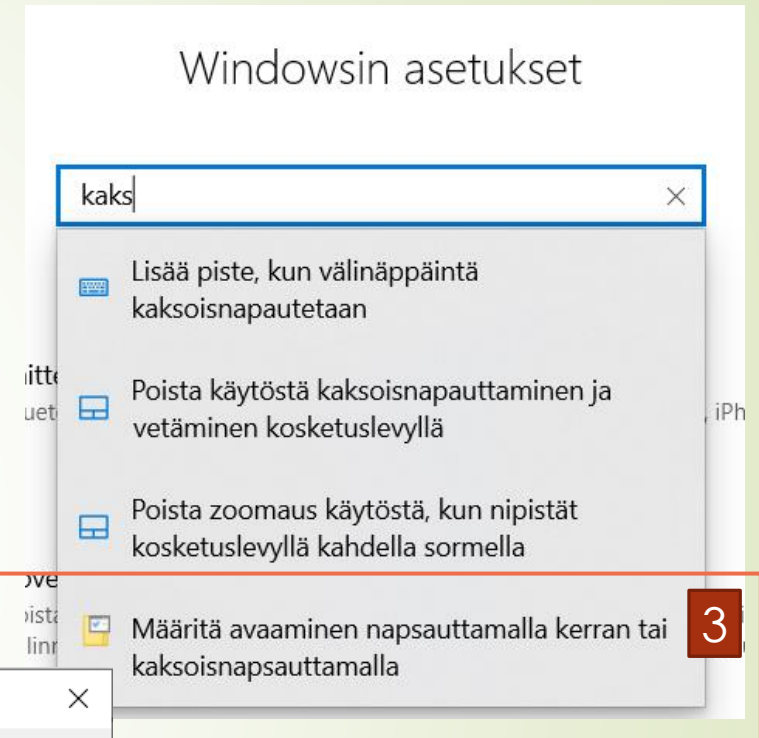 Windowsin asetukset
kaks
Lisää piste, kun välinäppäintä
kaksoisnapautetaan
Poista käytöstä kaksoisnapauttaminen ja
vetäminen kosketuslevyllä
, iPh
Poista zoomaus käytöstä, kun nipistät
kosketuslevyllä kahdella sormella
Määritä avaaminen napsauttamalla kerran tai
kaksoisnapsauttamalla
3